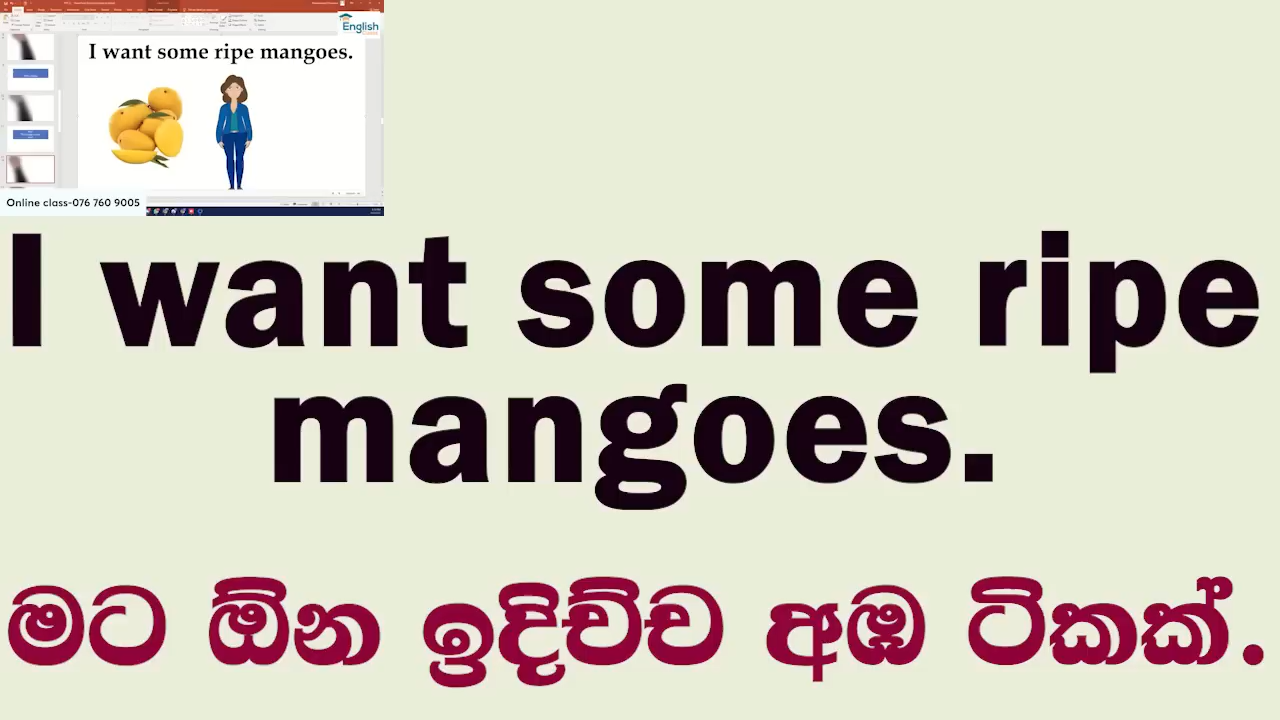 English
I want some ripe mangoes.
Online class-076 760 9005
I want some ripe
mangoes.
මට ඕන ඉදිච්ච අඹ ටිකක්.